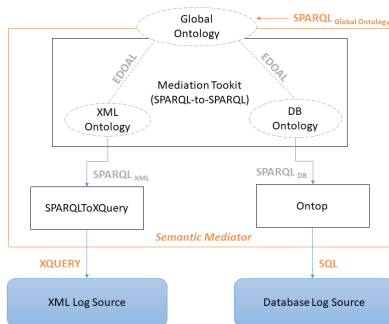 Global
Ontology
SPARQL Global Ontology
EDOAL
EDOAL
Mediation Tookit
(SPARQL-to-SPARQL)
XML
Ontology
DB
Ontology
SPARQL XML
SPARQL DB
SPARQLToXQuery
Ontop
Semantic Mediator
XQUERY
SQL
XML Log Source
Database Log Source